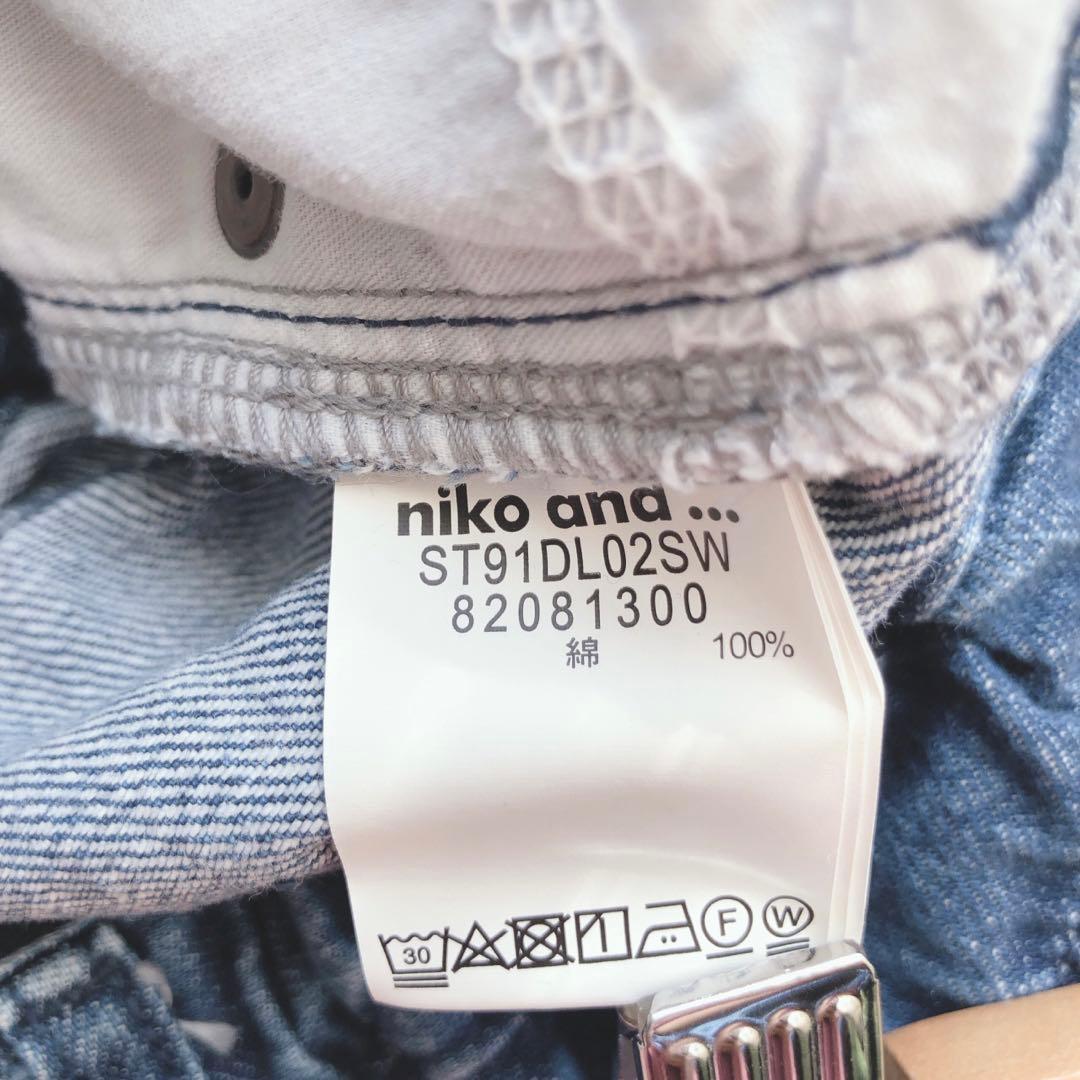 niko and ...
ST91DL02SW
82081300
綿 100%
30 F W